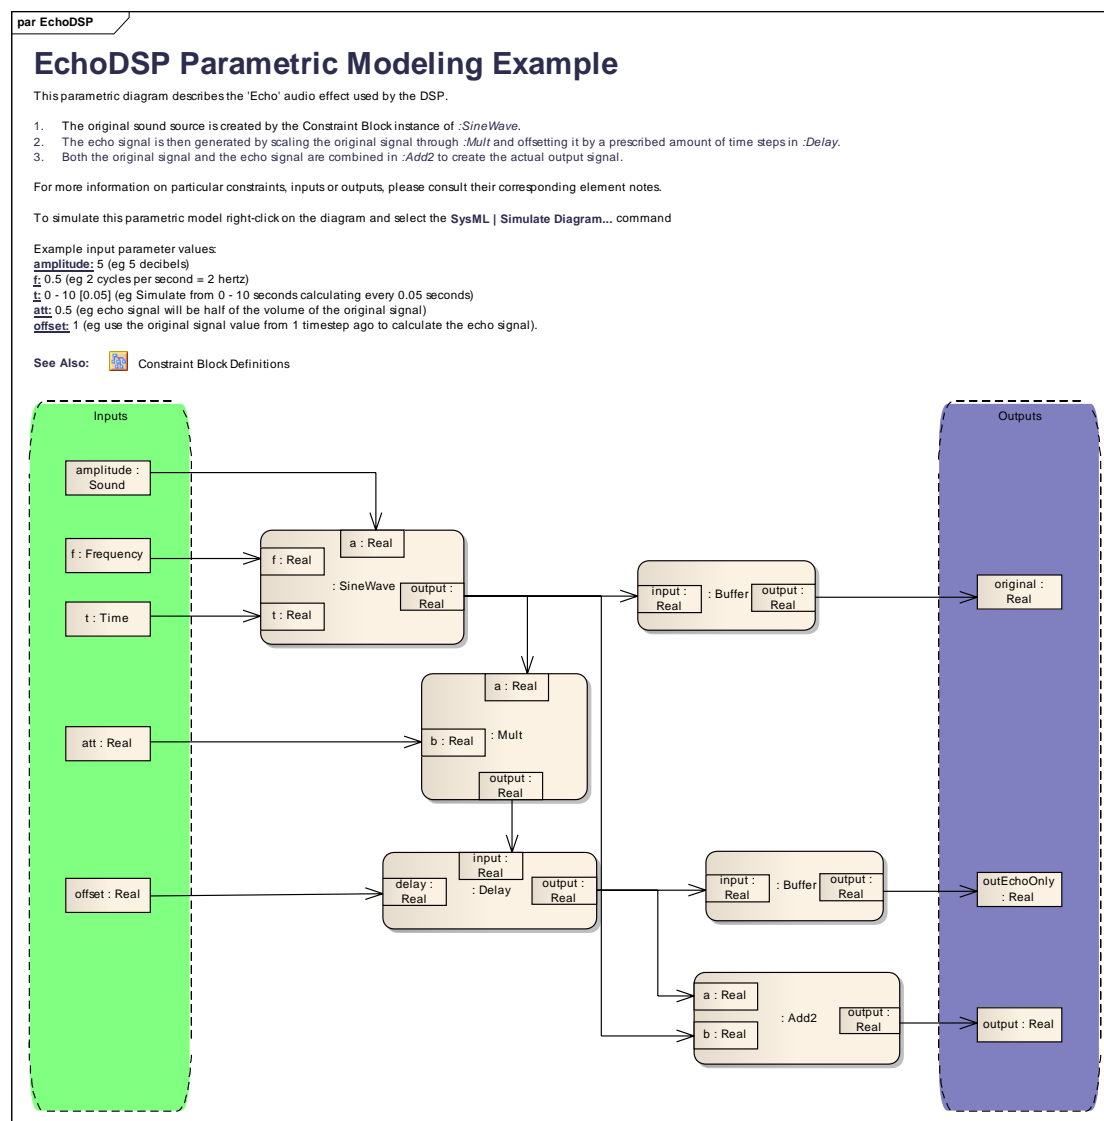 par EchoDSP
EchoDSP Parametric Modeling Example
This parametric diagram describes the 'Echo' audio effect used by the DSP.
1. The original sound source is created by the Constraint Block instance of :SineWave.
2. The echo signal is then generated by scaling the original signal through :Mult and offsetting it by a prescribed amount of time steps in :Delay.
3. Both the original signal and the echo signal are combined in :Add2 to create the actual output signal.
For more information on particular constraints, inputs or outputs, please consult their corresponding element notes.
To simulate this parametric model right-click on the diagram and select the SysML | Simulate Diagram... command
Example input parameter values:
amplitude: 5 (eg 5 decibels)
f: 0.5 (eg 2 cycles per second = 2 hertz)
t: 0 - 10 [0.05] (eg Simulate from 0 - 10 seconds calculating every 0.05 seconds)
att: 0.5 (eg echo signal will be half of the volume of the original signal)
offset: 1 (eg use the original signal value from 1 timestep ago to calculate the echo signal).
See Also: Constraint Block Definitions
Inputs
Outputs
amplitude :
Sound
f : Frequency
t : Time
att : Real
offset : Real
a : Real
f : Real
: SineWave
output :
Real
t : Real
input :
Real
: Buffer
output :
Real
original :
Real
a : Real
b : Real
: Mult
output :
Real
input :
Real
delay :
Real
: Delay
output :
Real
input :
Real
: Buffer
output :
Real
outEchoOnly
: Real
a : Real
b : Real
: Add2
output :
Real
output : Real